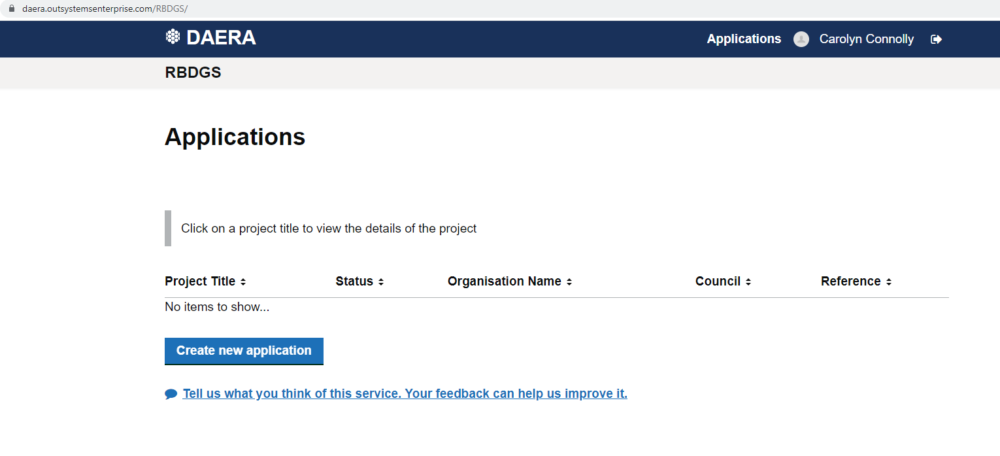 daera.outsystemsenterprise.com/RBDGS/
DAERA
Applications
Carolyn Connolly
RBDGS
Applications
Click on a project title to view the details of the project
Project Title Status Organisation Name Council Reference
No items to show...
Create new application
Tell us what you think of this service. Your feedback can help us improve it.